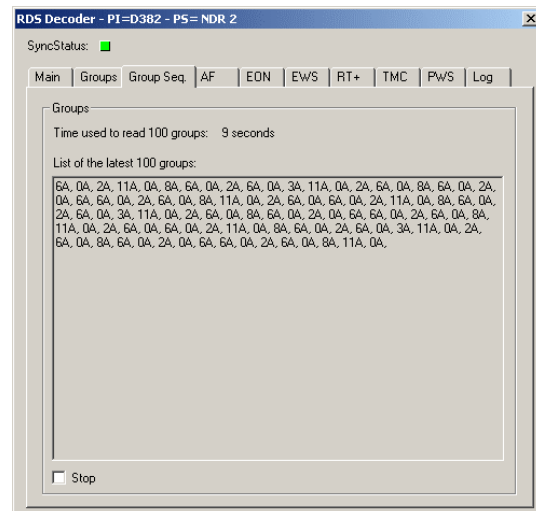 RDS Decoder - PI=D382 - PS= NDR 2
SyncStatus:
Main Groups Group Seq. AF EON EWS RT+ TMC PWS Log
Groups
Time used to read 100 groups: 9 seconds
List of the latest 100 groups:
6A, 0A, 2A, 11A, 0A, 8A, 6A, 0A, 2A, 6A, 0A, 3A, 11A, 0A, 2A, 6A, 0A, 8A, 6A, 0A, 2A,
0A, 6A, 6A, 0A, 2A, 6A, 0A, 8A, 11A, 0A, 2A, 6A, 0A, 6A, 0A, 2A, 11A, 0A, 8A, 6A, 0A,
2A, 6A, 0A, 3A, 11A, 0A, 2A, 6A, 0A, 8A, 6A, 0A, 2A, 0A, 6A, 6A, 0A, 2A, 6A, 0A, 8A,
11A, 0A, 2A, 6A, 0A, 6A, 0A, 2A, 11A, 0A, 8A, 6A, 0A, 2A, 6A, 0A, 3A, 11A, 0A, 2A,
6A, 0A, 8A, 6A, 0A, 2A, 0A, 6A, 6A, 0A, 2A, 6A, 0A, 8A, 11A, 0A,
Stop